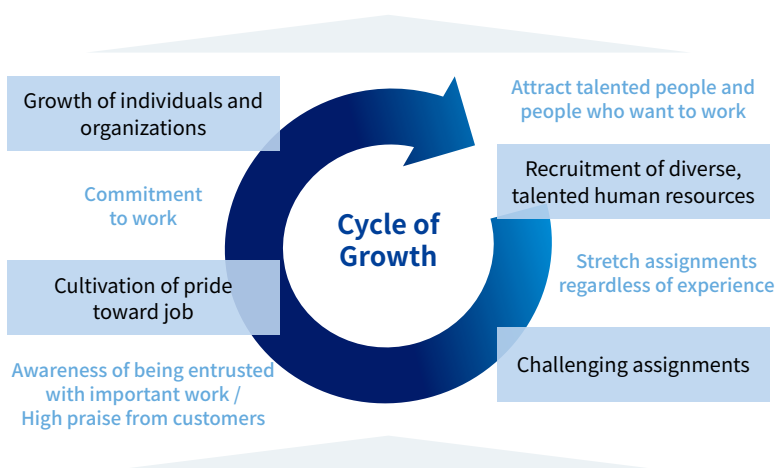 Growth of individuals and
organizations
Attract talented people and
people who want to work
Recruitment of diverse,
talented human resources
Commitment
to work
Cycle of
Growth
Stretch assignments
regardless of experience
Cultivation of pride
toward job
Challenging assignments
Awareness of being entrusted
with important work /
High praise from customers